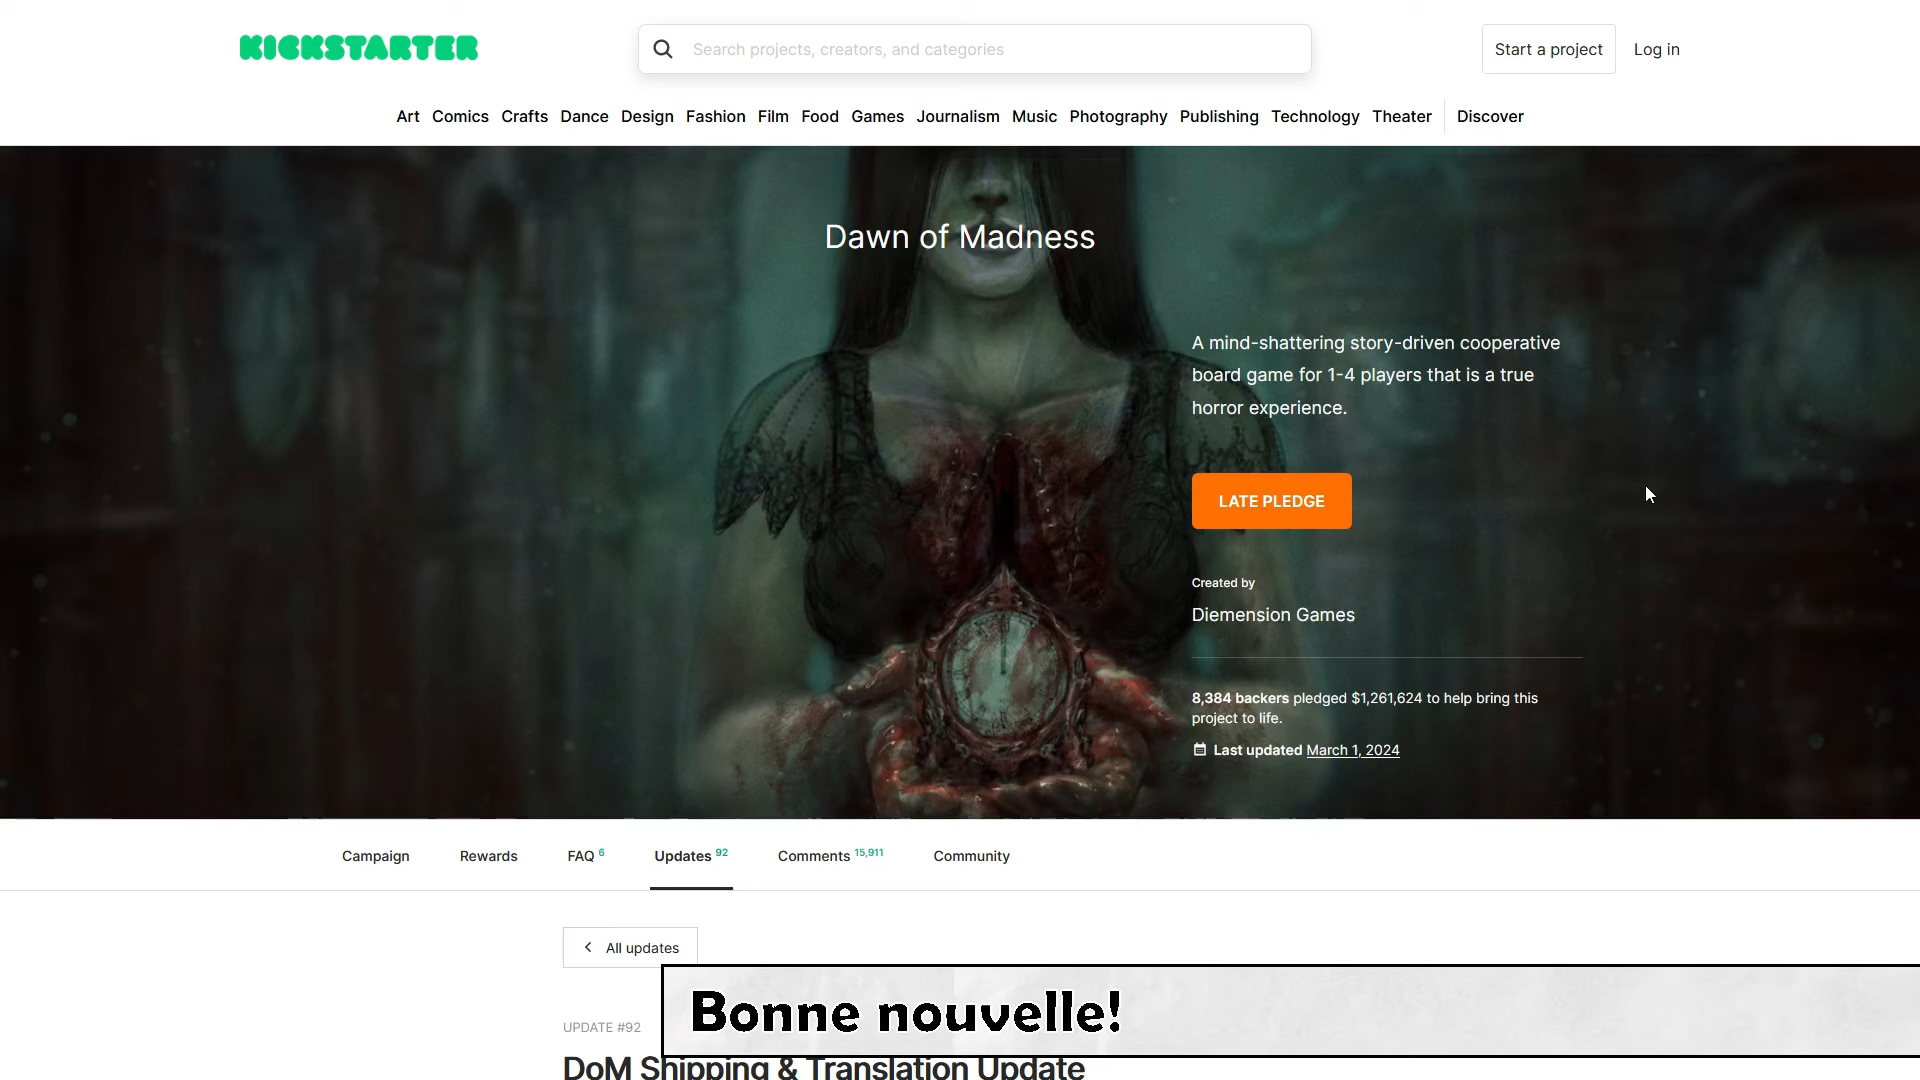 KICKSTARTER
Search projects, creators, and categories
Start a project
Log in
Art Comics Crafts Dance Design Fashion Film Food Games Journalism Music Photography Publishing Technology Theater Discover
Dawn of Madness
A mind-shattering story-driven cooperative
board game for 1-4 players that is a true
horror experience.
LATE PLEDGE
Created by
Diemension Games
8,384 backers pledged $1,261,624 to help bring this
project to life.
Last updated March 1, 2024
Campaign Rewards FAQ 6 Updates 92 Comments 15,911 Community
All updates
Bonne nouvelle!
UPDATE #92
DoM Shipping & Translation Update